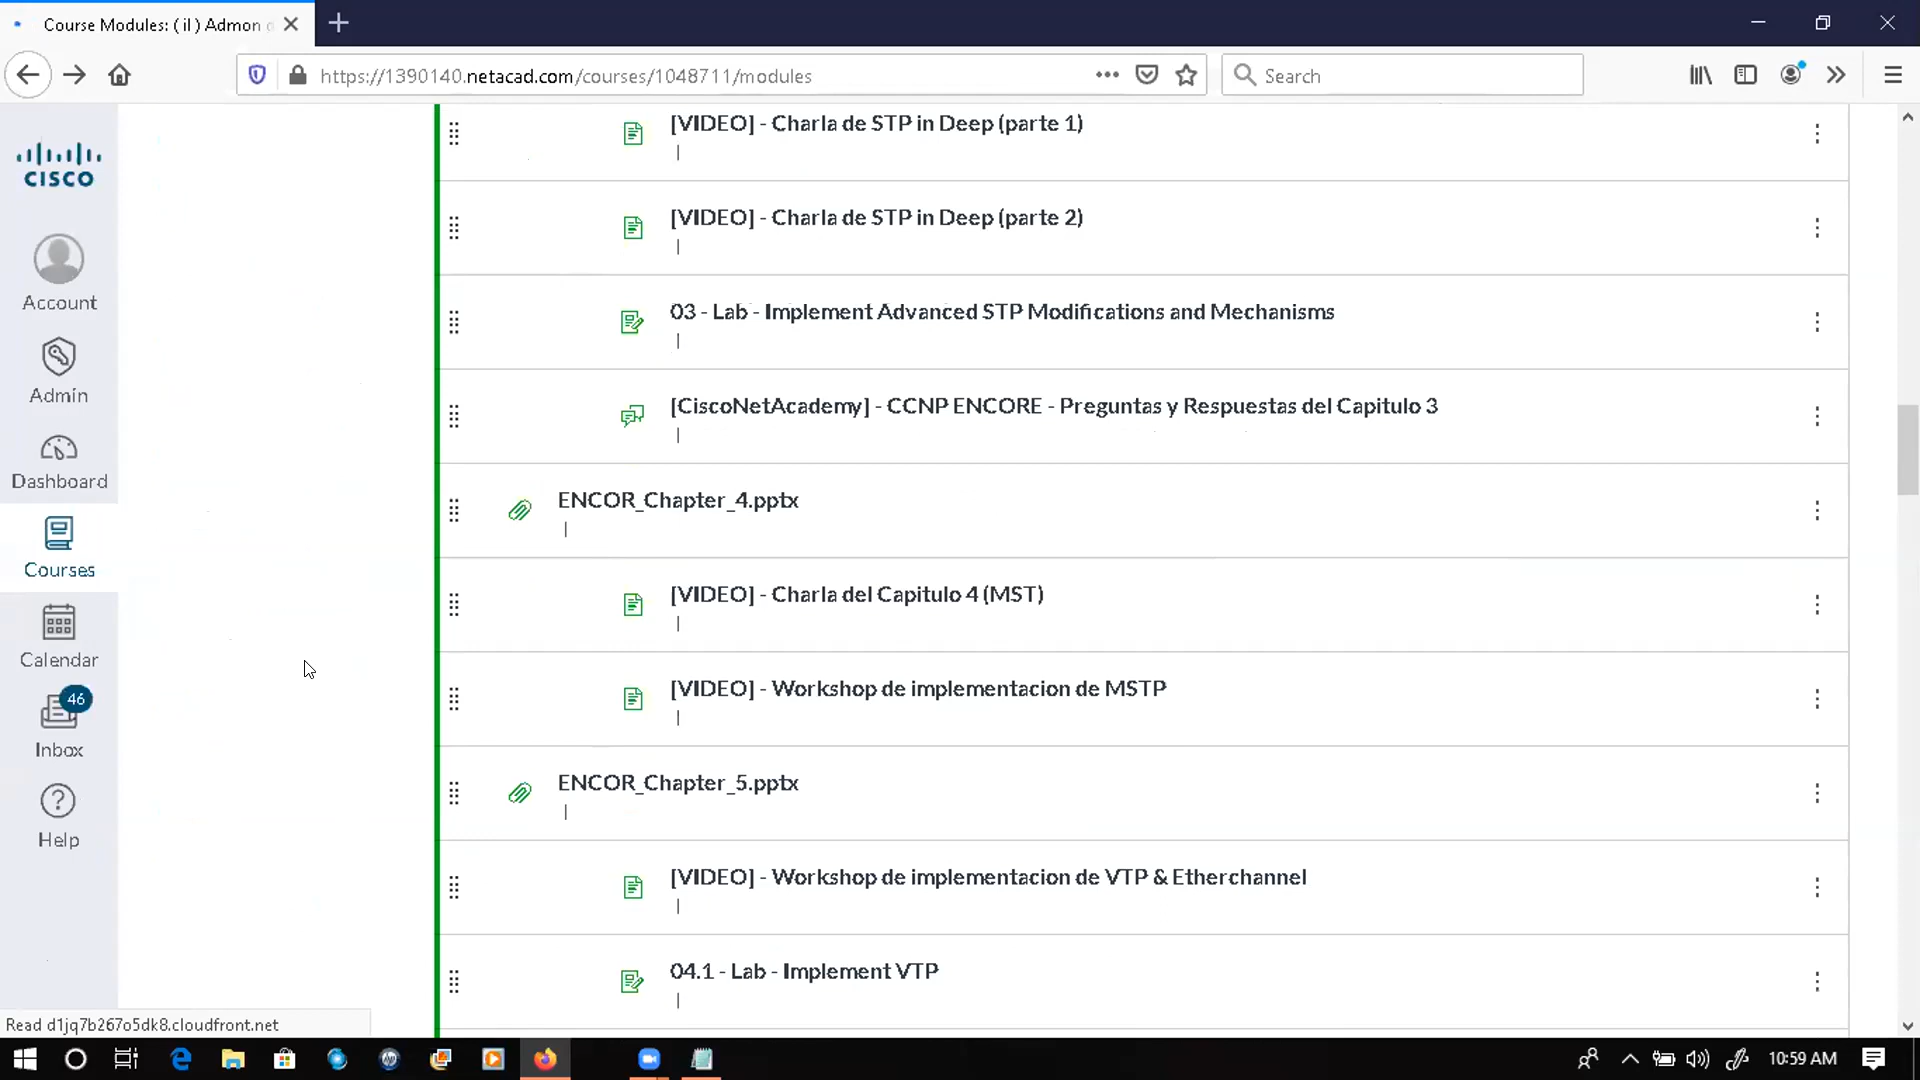 Course Modules: ( il ) Admon
https://1390140.netacad.com/courses/1048711/modules
Search
CISCO
Account
Admin
Dashboard
Courses
Calendar
46
Inbox
Help
[VIDEO] - Charla de STP in Deep (parte 1)
[VIDEO] - Charla de STP in Deep (parte 2)
03 - Lab - Implement Advanced STP Modifications and Mechanisms
[CiscoNetAcademy] - CCNP ENCORE - Preguntas y Respuestas del Capitulo 3
ENCOR_Chapter_4.pptx
[VIDEO] - Charla del Capitulo 4 (MST)
[VIDEO] - Workshop de implementacion de MSTP
ENCOR_Chapter_5.pptx
[VIDEO] - Workshop de implementacion de VTP & Etherchannel
04.1 - Lab - Implement VTP
Read d1jq7b267o5dk8.cloudfront.net
10:59 AM